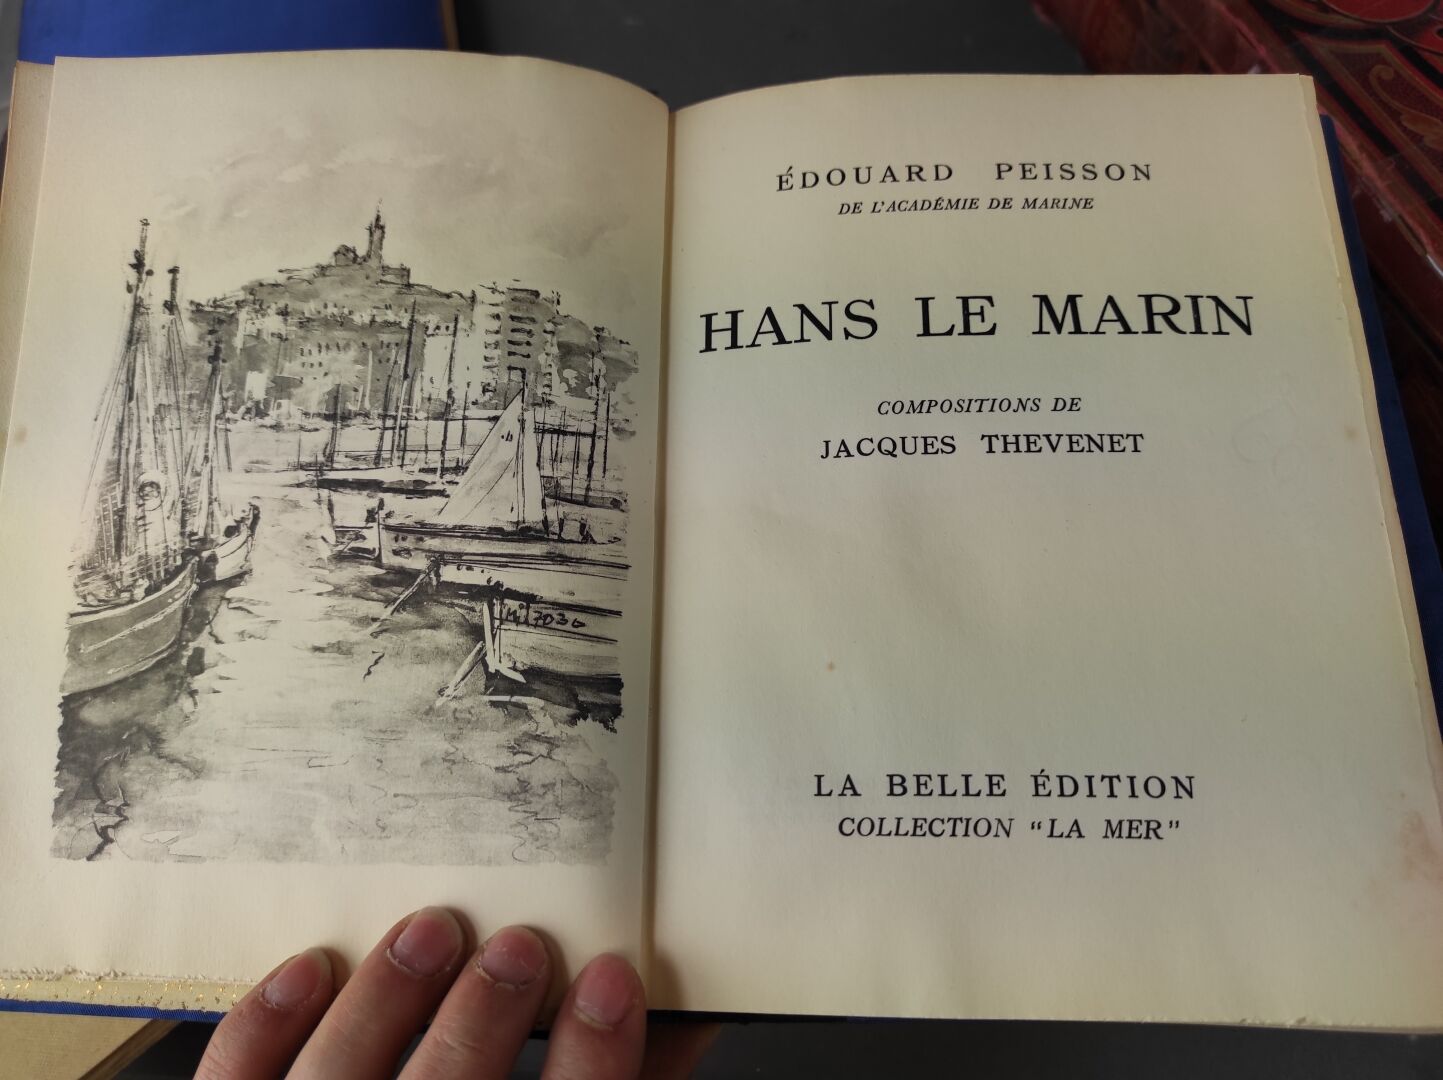 ÉDOUARD PEISSON
DE L'ACADÉMIE DE MARINE
HANS LE MARIN
COMPOSITIONS DE
JACQUES THEVENET
LA BELLE ÉDITION
COLLECTION "LA MER"